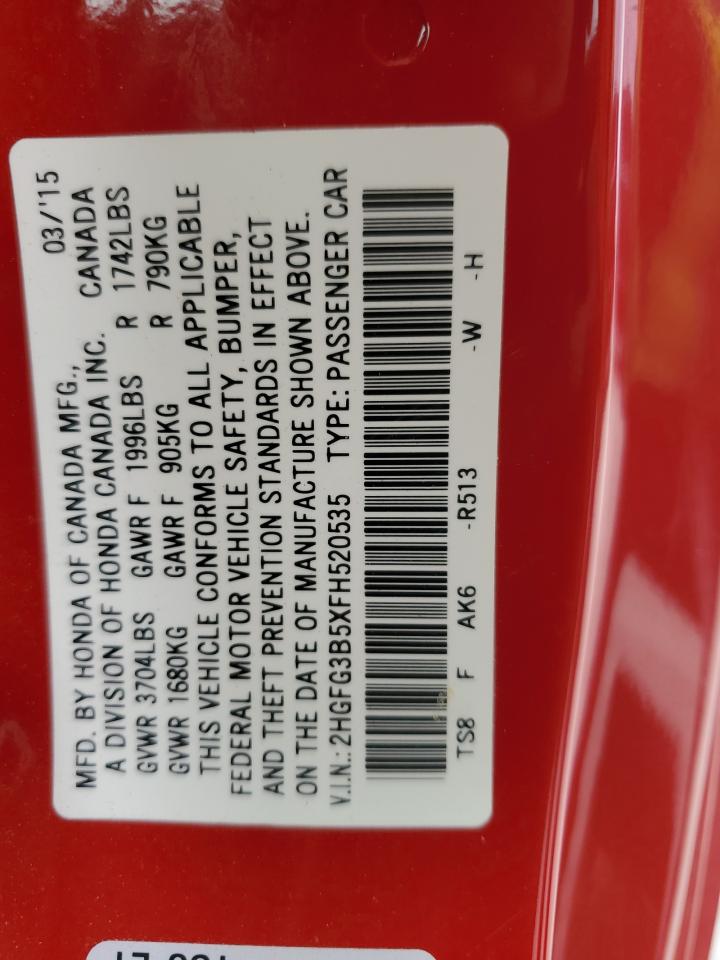 03/'15
MFD. BY HONDA OF CANADA MFG.,
A DIVISION OF HONDA CANADA INC. CANADA
GVWR 3704LBS GAWR F 1996LBS R 1742LBS
GVWR 1680KG GAWR F 905KG R 790KG
THIS VEHICLE CONFORMS TO ALL APPLICABLE
FEDERAL MOTOR VEHICLE SAFETY, BUMPER,
AND THEFT PREVENTION STANDARDS IN EFFECT
ON THE DATE OF MANUFACTURE SHOWN ABOVE.
V.I.N.: 2HGFG3B5XFH520535 TYPE: PASSENGER CAR
TS8 F AK6 -R513 -W -H